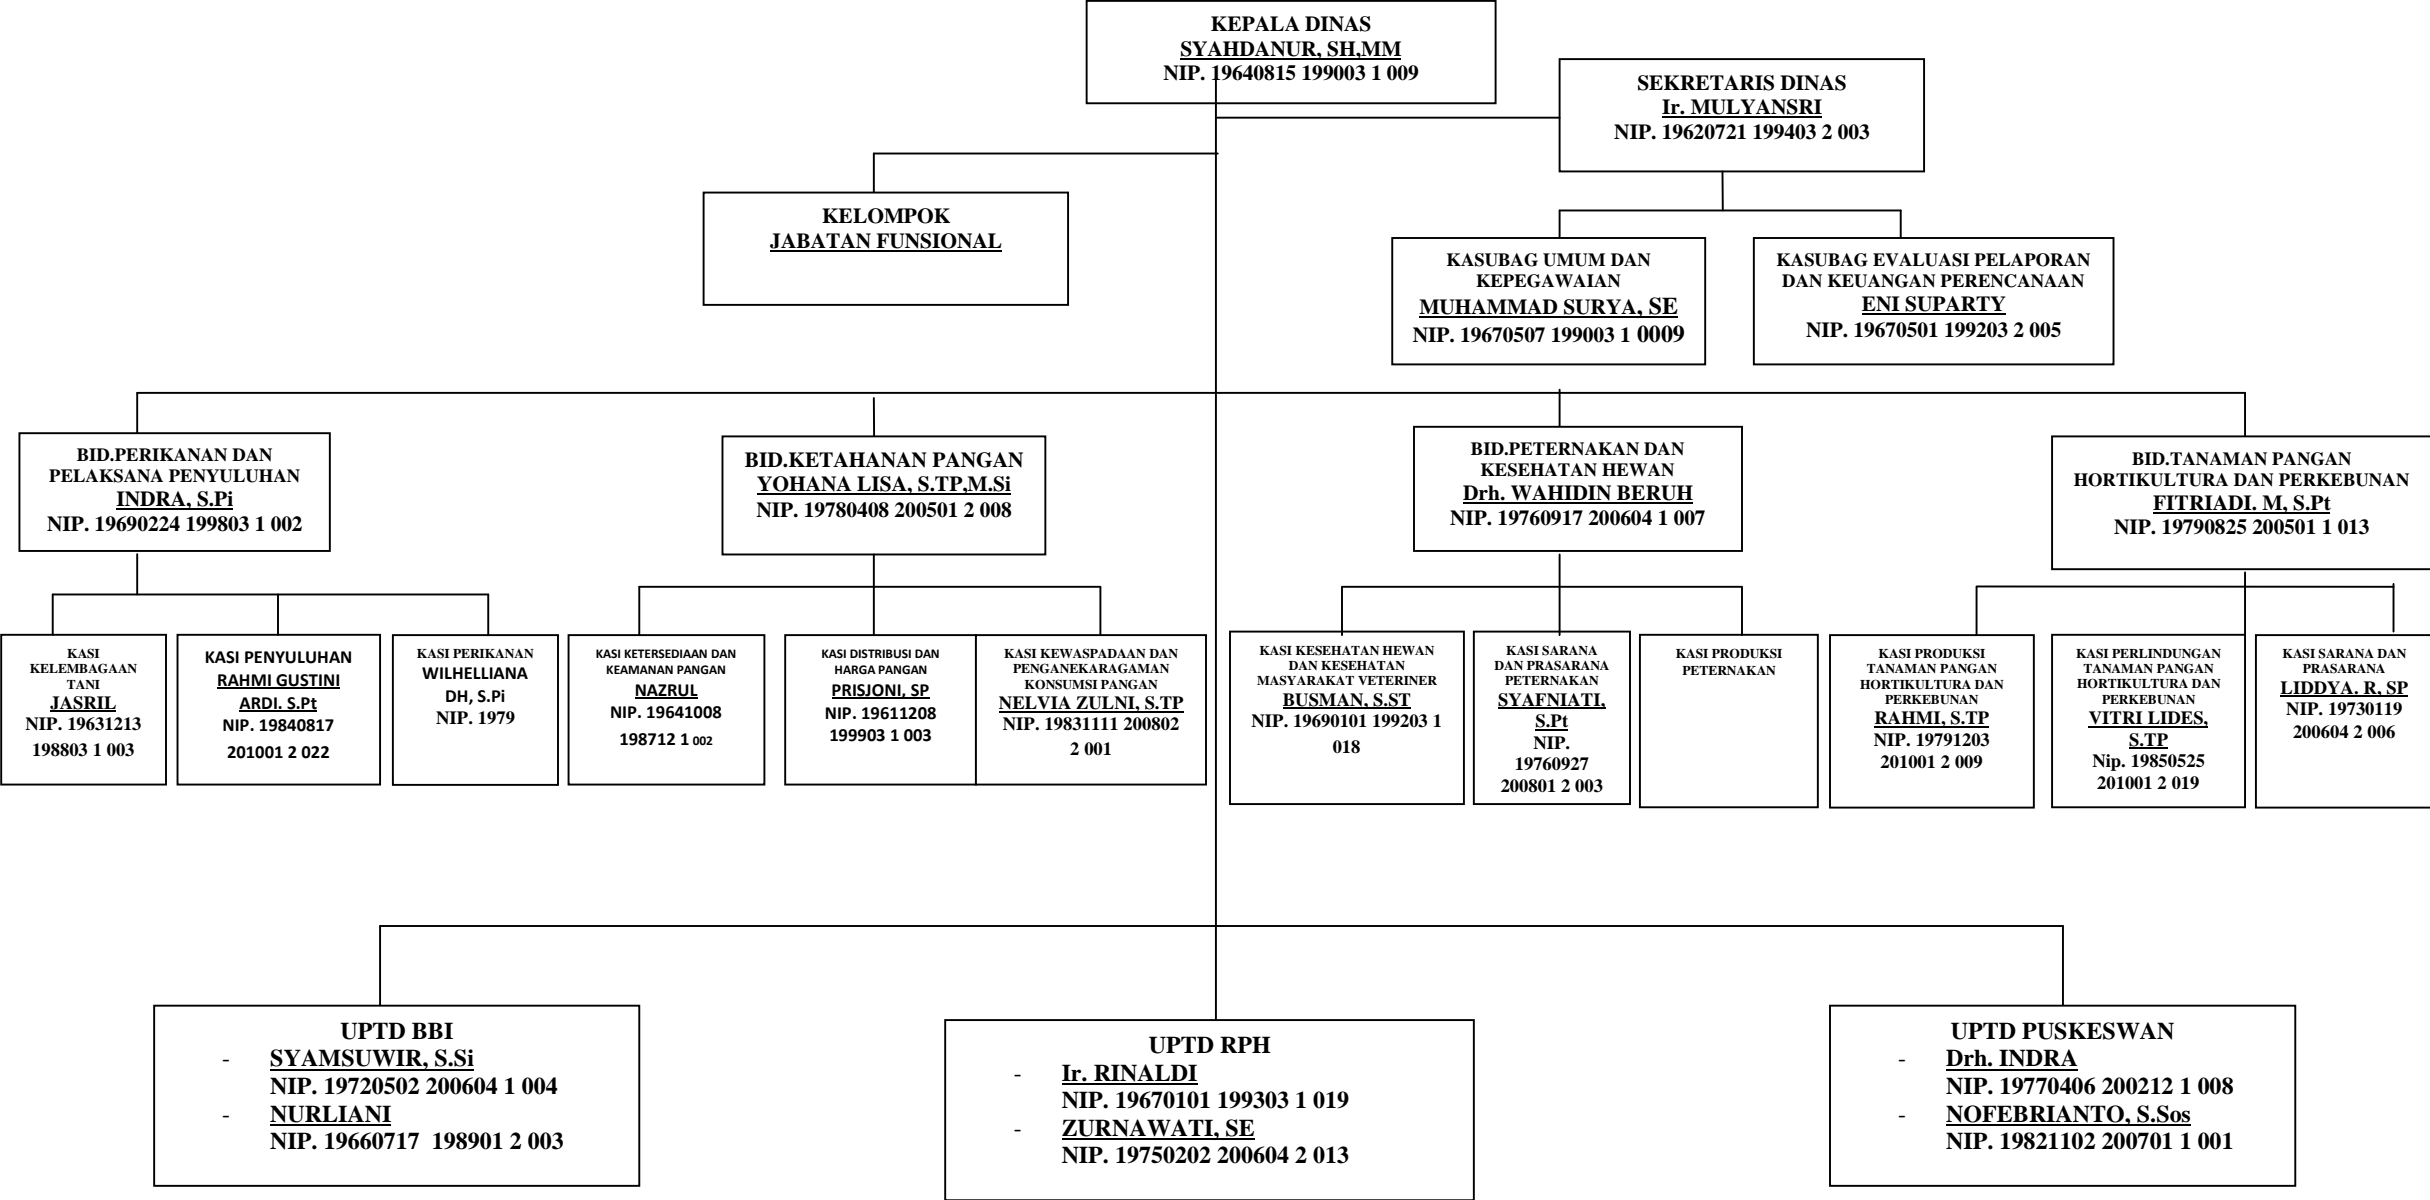 KEPALA DINAS
SYAHDANUR, SH,MM
NIP. 19640815 199003 1 009
SEKRETARIS DINAS
Ir. MULYANSRI
NIP. 19620721 199403 2 003
KELOMPOK
JABATAN FUNSIONAL
KASUBAG UMUM DAN
KEPEGAWAIAN
MUHAMMAD SURYA, SE
NIP. 19670507 199003 1 0009
KASUBAG EVALUASI PELAPORAN
DAN KEUANGAN PERENCANAAN
ENI SUPARTY
NIP. 19670501 199203 2 005
BID.PERIKANAN DAN
PELAKSANA PENYULUHAN
INDRA, S.Pi
NIP. 19690224 199803 1 002
BID.KETAHANAN PANGAN
YOHANA LISA, S.TP,M.Si
NIP. 19780408 200501 2 008
BID.PETERNAKAN DAN
KESEHATAN HEWAN
Drh. WAHIDIN BERUH
NIP. 19760917 200604 1 007
BID.TANAMAN PANGAN
HORTIKULTURA DAN PERKEBUNAN
FITRIADI. M, S.Pt
NIP. 19790825 200501 1 013
KASI
KELEMBAGAAN
TANI
JASRIL
NIP. 19631213
198803 1 003
KASI PENYULUHAN
RAHMI GUSTINI
ARDI. S.Pt
NIP. 19840817
201001 2 022
KASI PERIKANAN
WILHELLIANA
DH, S.Pi
NIP. 1979
KASI KETERSEDIAAN DAN
KEAMANAN PANGAN
NAZRUL
NIP. 19641008
198712 1 002
KASI DISTRIBUSI DAN
HARGA PANGAN
PRISJONI, SP
NIP. 19611208
199903 1 003
KASI KEWASPADAAN DAN
PENGANEKARAGAMAN
KONSUMSI PANGAN
NELVIA ZULNI, S.TP
NIP. 19831111 200802
2 001
KASI KESEHATAN HEWAN
DAN KESEHATAN
MASYARAKAT VETERINER
BUSMAN, S.ST
NIP. 19690101 199203 1
018
KASI SARANA
DAN PRASARANA
PETERNAKAN
SYAFNIATI,
S.Pt
NIP.
19760927
200801 2 003
KASI PRODUKSI
PETERNAKAN
KASI PRODUKSI
TANAMAN PANGAN
HORTIKULTURA DAN
PERKEBUNAN
RAHMI, S.TP
NIP. 19791203
201001 2 009
KASI PERLINDUNGAN
TANAMAN PANGAN
HORTIKULTURA DAN
PERKEBUNAN
VITRI LIDES,
S.TP
Nip. 19850525
201001 2 019
KASI SARANA DAN
PRASARANA
LIDDYA. R, SP
NIP. 19730119
200604 2 006
UPTD BBI
- SYAMSUWIR, S.Si
NIP. 19720502 200604 1 004
- NURLIANI
NIP. 19660717 198901 2 003
UPTD RPH
- Ir. RINALDI
NIP. 19670101 199303 1 019
- ZURNAWATI, SE
NIP. 19750202 200604 2 013
UPTD PUSKESWAN
- Drh. INDRA
NIP. 19770406 200212 1 008
- NOFEBRIANTO, S.Sos
NIP. 19821102 200701 1 001